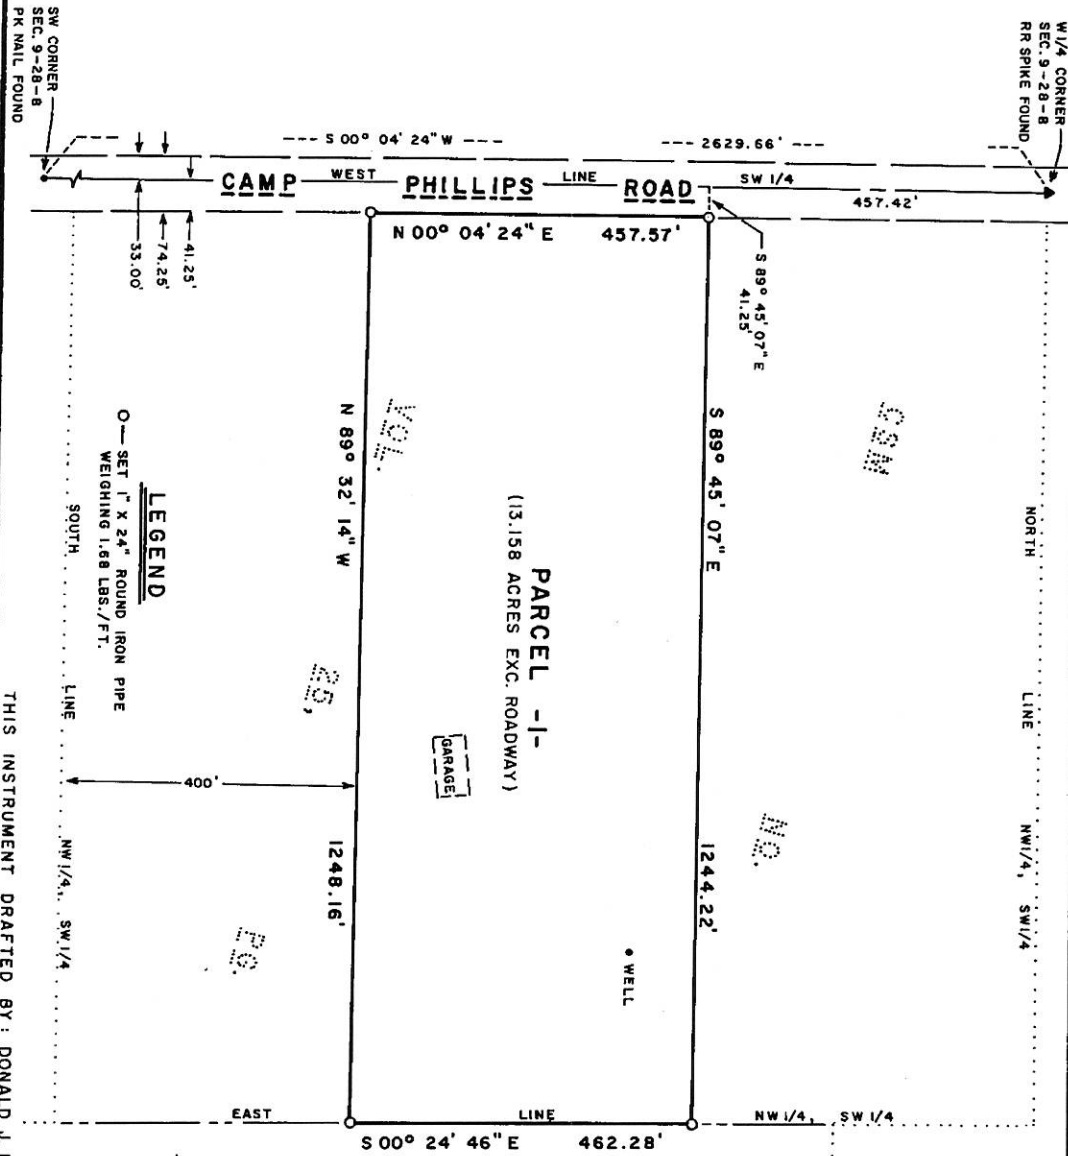 W 1/4 CORNER
SEC. 9-28-8
RR SPIKE FOUND
SW CORNER
SEC. 9-28-8
PK NAIL FOUND
--- S 00° 04' 24" W ---
--- 2629.66' ---
CAMP PHILLIPS ROAD
WEST LINE SW 1/4
457.42'
N 00° 04' 24" E 457.57'
S 89° 45' 07" E
41.25'
41.25'
74.25'
33.00'
S 89° 45' 07" E
1244.22'
N 89° 32' 14" W
1248.16'
CSM
NO.
VOL.
25,
PG.
PARCEL -1-
(13.158 ACRES EXC. ROADWAY)
GARAGE
WELL
NORTH LINE NW1/4, SW1/4
LEGEND
O— SET 1" X 24" ROUND IRON PIPE
WEIGHING 1.68 LBS./FT.
SOUTH LINE NW 1/4, SW 1/4
400'
EAST LINE NW 1/4, SW 1/4
S 00° 24' 46" E 462.28'
THIS INSTRUMENT DRAFTED BY: DONALD J.